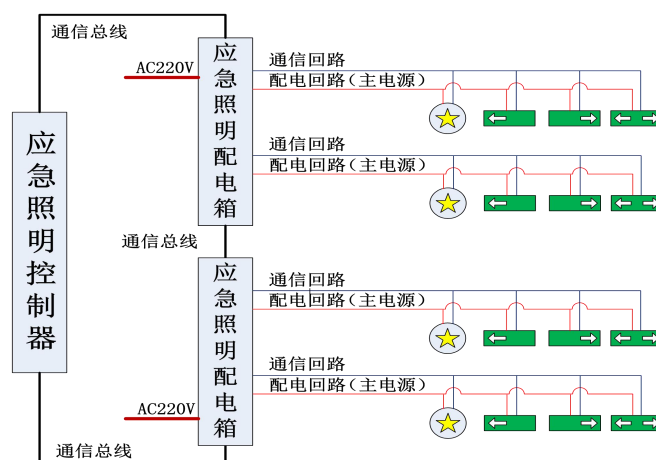 通信总线
AC220V
应急照明控制器
应急照明配电箱
通信回路
配电回路(主电源)
通信回路
配电回路(主电源)
通信总线
应急照明配电箱
通信回路
配电回路(主电源)
通信回路
配电回路(主电源)
AC220V
通信总线